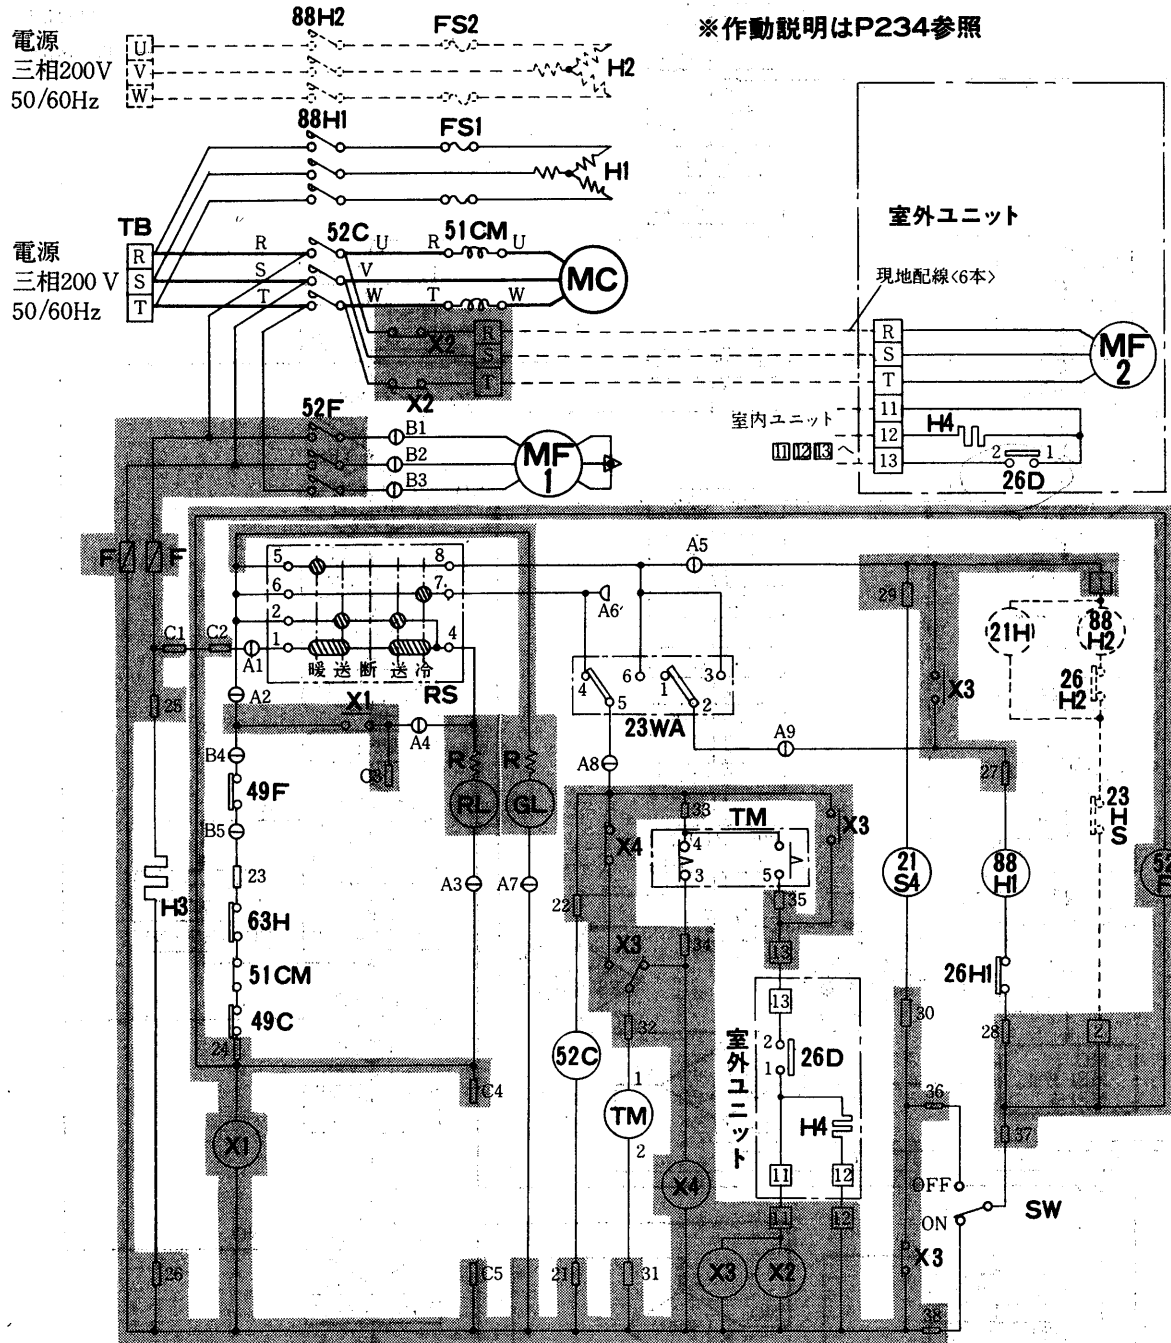 ※作動説明はP234参照
88H2
FS2
電源
三相200V
50/60Hz
U
V
W
H2
88H1
FS1
H1
室外ユニット
TB
52C
51CM
電源
三相200V
50/60Hz
R
S
T
R
S
T
U
V
W
R
T
U
W
MC
現地配線<6本>
X2
X2
R
S
T
R
S
T
11
12
13
MF
2
室内ユニット
11 12 13 へ
H4
2
1
26D
52F
B1
B2
B3
MF
1
F
F
5
8
6
7
2
1
4
暖 送 断 送 冷
RS
A5
A6
C1
C2
A1
A2
25
X1
A4
C3
4
5
6
1
2
3
23WA
A8
A9
29
X3
1
21H
88
H2
26
H2
27
23
H
S
B4
49F
B5
23
63H
51CM
49C
24
H3
R
RL
R
GL
A3
A7
22
X4
33
TM
4
3
5
X3
35
34
13
X3
32
21
S4
88
H1
26H1
28
2
30
36
37
13
室外ユニット
2
1
26D
H4
11
12
11
12
52C
1
TM
2
X4
C4
X1
26
C5
21
31
X3
X2
OFF
ON
SW
X3
38